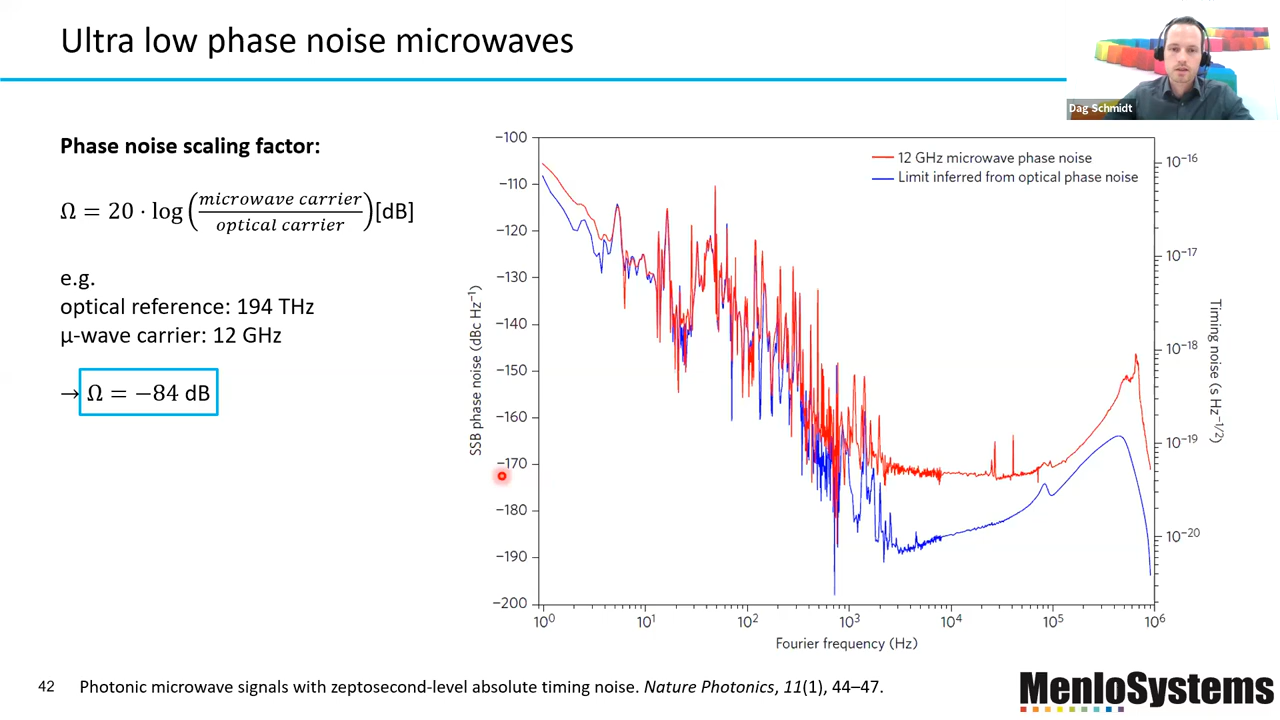 Ultra low phase noise microwaves
Dag Schmidt
Phase noise scaling factor:
Ω = 20 · log(microwave carrier / optical carrier)[dB]
e.g.
optical reference: 194 THz
µ-wave carrier: 12 GHz
→ Ω = −84 dB
SSB phase noise (dBc Hz⁻¹)
−100
−110
−120
−130
−140
−150
−160
−170
−180
−190
−200
12 GHz microwave phase noise
Limit inferred from optical phase noise
10⁻¹⁶
10⁻¹⁷
10⁻¹⁸
10⁻¹⁹
10⁻²⁰
Timing noise (s Hz⁻¹/²)
10⁰ 10¹ 10² 10³ 10⁴ 10⁵ 10⁶
Fourier frequency (Hz)
42 Photonic microwave signals with zeptosecond-level absolute timing noise. Nature Photonics, 11(1), 44–47.
MenloSystems